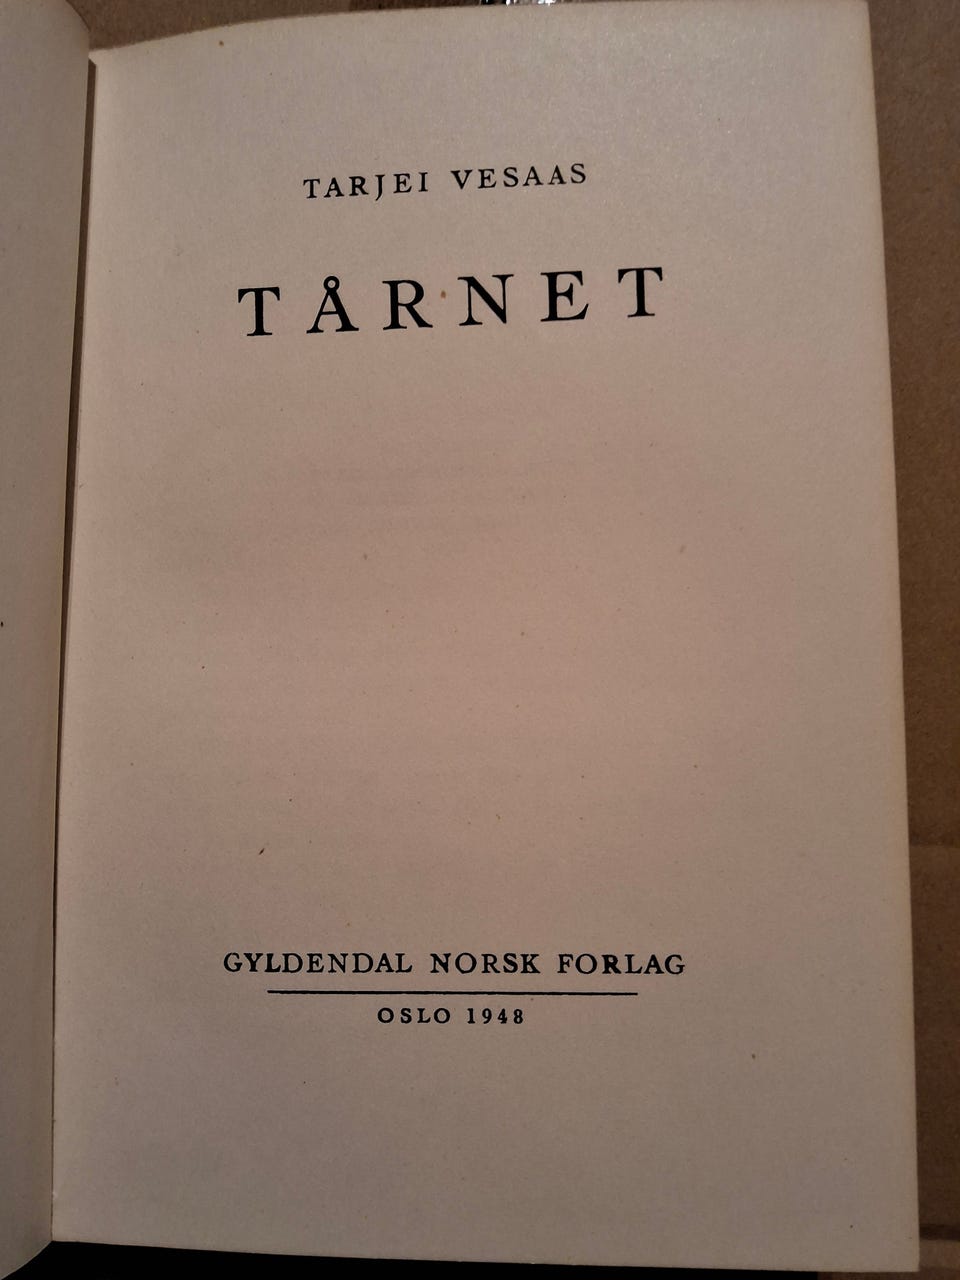 TARJEI VESAAS
TÅRNET
GYLDENDAL NORSK FORLAG
OSLO 1948